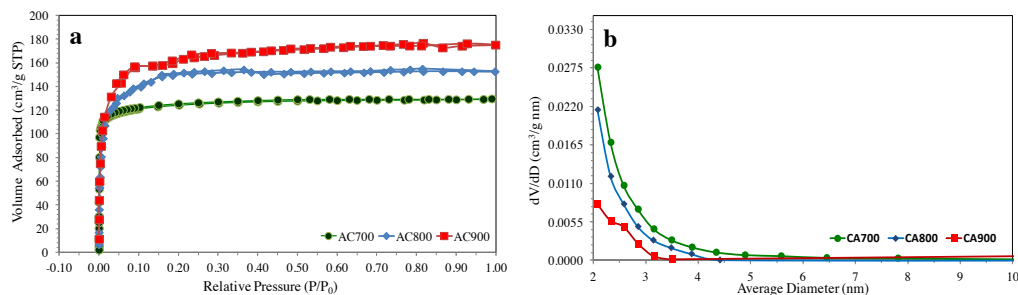 a
Volume Adsorbed (cm³/g STP)
200
180
160
140
120
100
80
60
40
20
0
-0.10 0.00 0.10 0.20 0.30 0.40 0.50 0.60 0.70 0.80 0.90 1.00
AC700 AC800 AC900
Relative Pressure (P/P₀)
b
dV/dD (cm³/g nm)
0.0330
0.0275
0.0220
0.0165
0.0110
0.0055
0.0000
2 3 4 5 6 7 8 9 10
CA700 CA800 CA900
Average Diameter (nm)